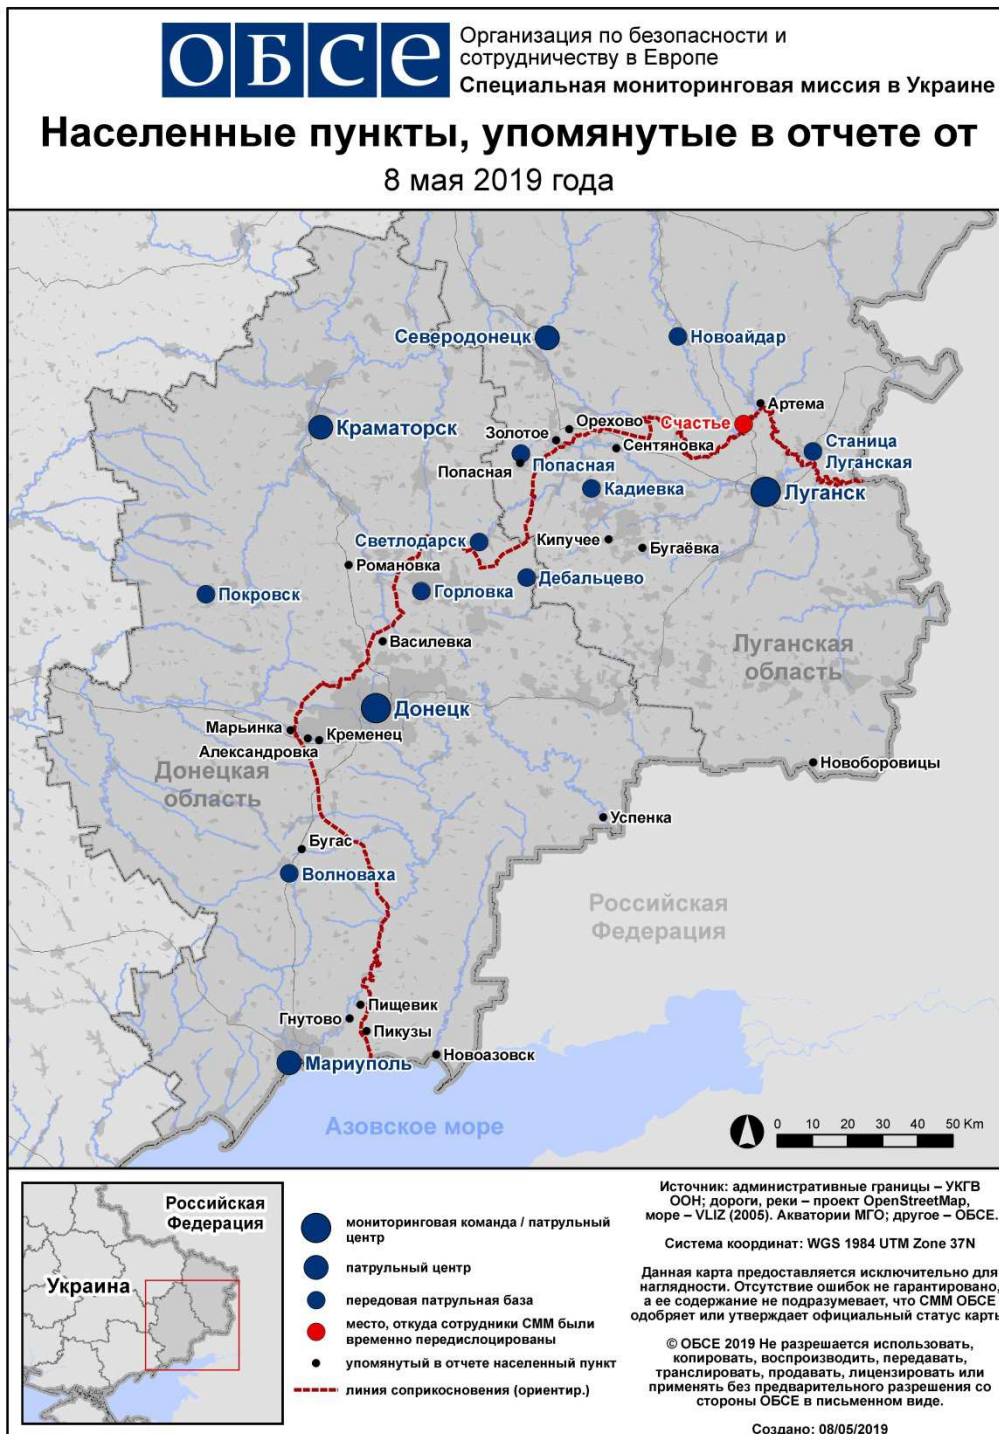 ОБСЕ
Организация по безопасности и
сотрудничеству в Европе
Специальная мониторинговая миссия в Украине
Населенные пункты, упомянутые в отчете от
8 мая 2019 года
Северодонецк
Новоайдар
Артема
Краматорск
Орехово
Счастье
Золотое
Сентяновка
Станица
Луганская
Попасная
Попасная
Кадиевка
Луганск
Светлодарск
Кипучее
Бугаёвка
Романовка
Дебальцево
Покровск
Горловка
Василевка
Луганская
область
Донецк
Марьинка
Кременец
Александровка
Донецкая
область
Новоборовицы
Успенка
Бугас
Волноваха
Российская
Федерация
Пищевик
Гнутово
Пикузы
Новоазовск
Мариуполь
Азовское море
0 10 20 30 40 50 Km
Российская
Федерация
Украина
мониторинговая команда / патрульный
центр
патрульный центр
передовая патрульная база
место, откуда сотрудники СММ были
временно передислоцированы
упомянутый в отчете населенный пункт
линия соприкосновения (ориентир.)
Источник: административные границы – УКГВ
ООН; дороги, реки – проект OpenStreetMap,
море – VLIZ (2005). Акватории МГО; другое – ОБСЕ.
Система координат: WGS 1984 UTM Zone 37N
Данная карта предоставляется исключительно для
наглядности. Отсутствие ошибок не гарантировано,
а ее содержание не подразумевает, что СММ ОБСЕ
одобряет или утверждает официальный статус карты.
© ОБСЕ 2019 Не разрешается использовать,
копировать, воспроизводить, передавать,
транслировать, продавать, лицензировать или
применять без предварительного разрешения со
стороны ОБСЕ в письменном виде.
Создано: 08/05/2019